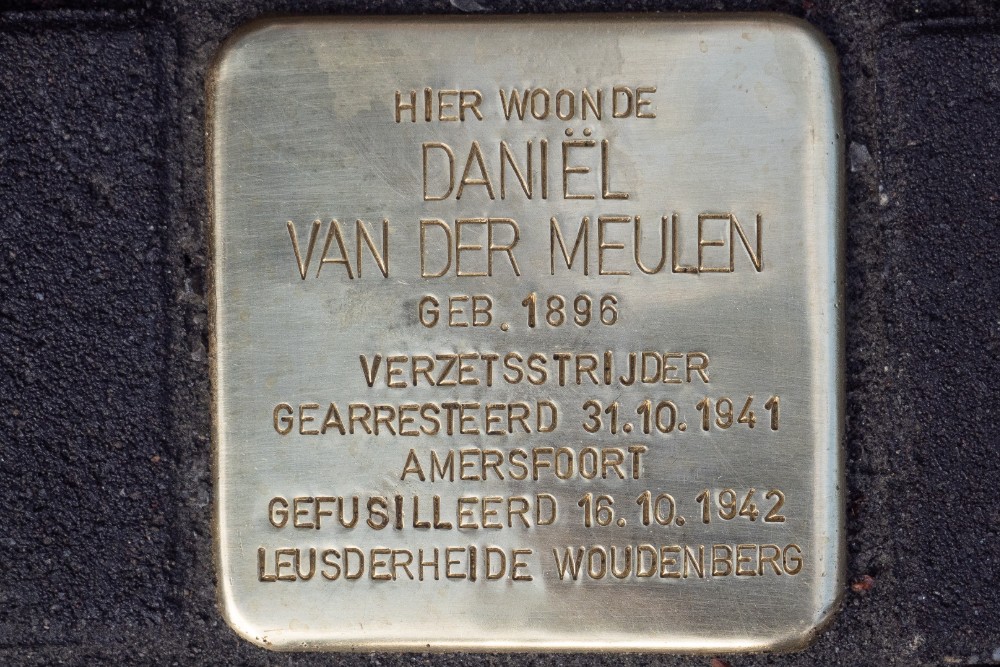 HIER WOONDE
DANIËL
VAN DER MEULEN
GEB. 1896
VERZETSSTRIJDER
GEARRESTEERD 31.10.1941
AMERSFOORT
GEFUSILLEERD 16.10.1942
LEUSDERHEIDE WOUDENBERG